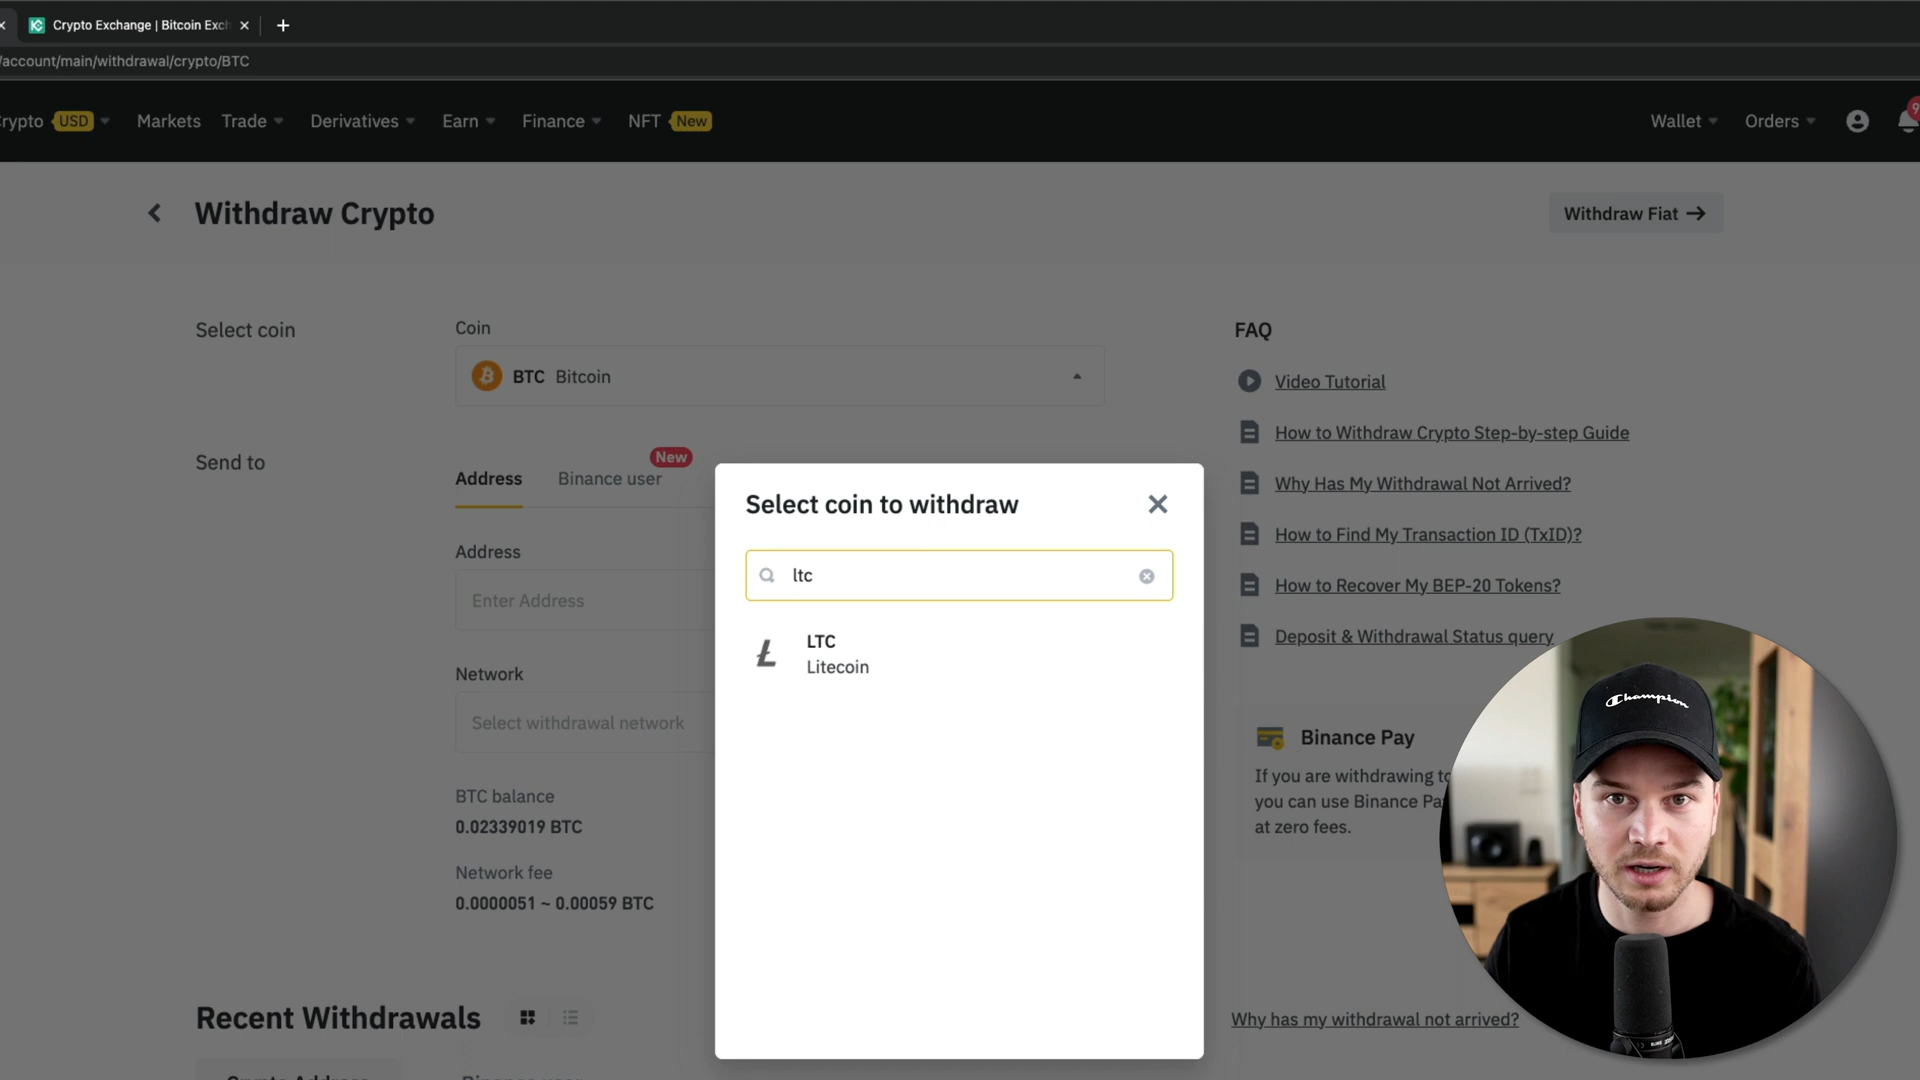 Crypto Exchange | Bitcoin Exch
/account/main/withdrawal/crypto/BTC
rypto USD Markets Trade Derivatives Earn Finance NFT New Wallet Orders 9
Withdraw Crypto
Withdraw Fiat →
Select coin
Coin
BTC Bitcoin
Send to
Address
Binance user
New
Address
Enter Address
Network
Select withdrawal network
BTC balance
0.02339019 BTC
Network fee
0.0000051 ~ 0.00059 BTC
Select coin to withdraw
ltc
LTC
Litecoin
FAQ
Video Tutorial
How to Withdraw Crypto Step-by-step Guide
Why Has My Withdrawal Not Arrived?
How to Find My Transaction ID (TxID)?
How to Recover My BEP-20 Tokens?
Deposit & Withdrawal Status query
Binance Pay
If you are withdrawing to
you can use Binance Pa
at zero fees.
Champion
Recent Withdrawals
Why has my withdrawal not arrived?